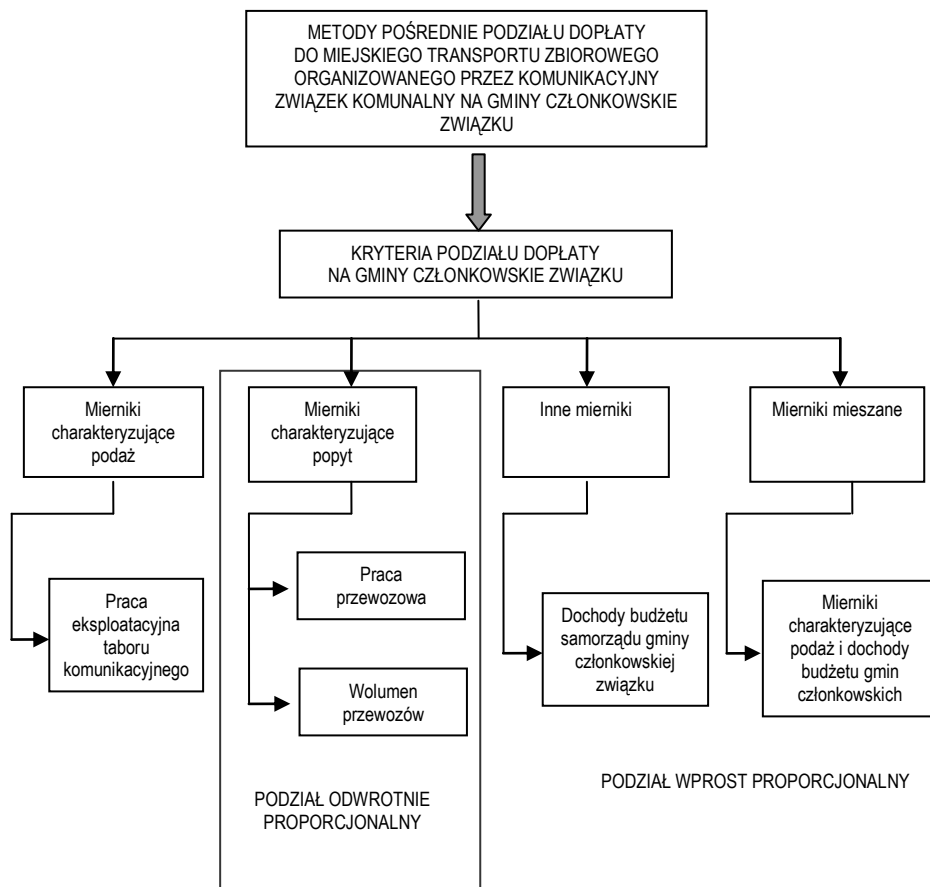 METODY POŚREDNIE PODZIAŁU DOPŁATY
DO MIEJSKIEGO TRANSPORTU ZBIOROWEGO
ORGANIZOWANEGO PRZEZ KOMUNIKACYJNY
ZWIĄZEK KOMUNALNY NA GMINY CZŁONKOWSKIE
ZWIĄZKU
KRYTERIA PODZIAŁU DOPŁATY
NA GMINY CZŁONKOWSKIE ZWIĄZKU
Mierniki
charakteryzujące
podaż
Mierniki
charakteryzujące
popyt
Inne mierniki
Mierniki mieszane
Praca
eksploatacyjna
taboru
komunikacyjnego
Praca
przewozowa
Wolumen
przewozów
Dochody budżetu
samorządu gminy
członkowskiej
związku
Mierniki
charakteryzujące
podaż i dochody
budżetu gmin
członkowskich
PODZIAŁ ODWROTNIE
PROPORCJONALNY
PODZIAŁ WPROST PROPORCJONALNY